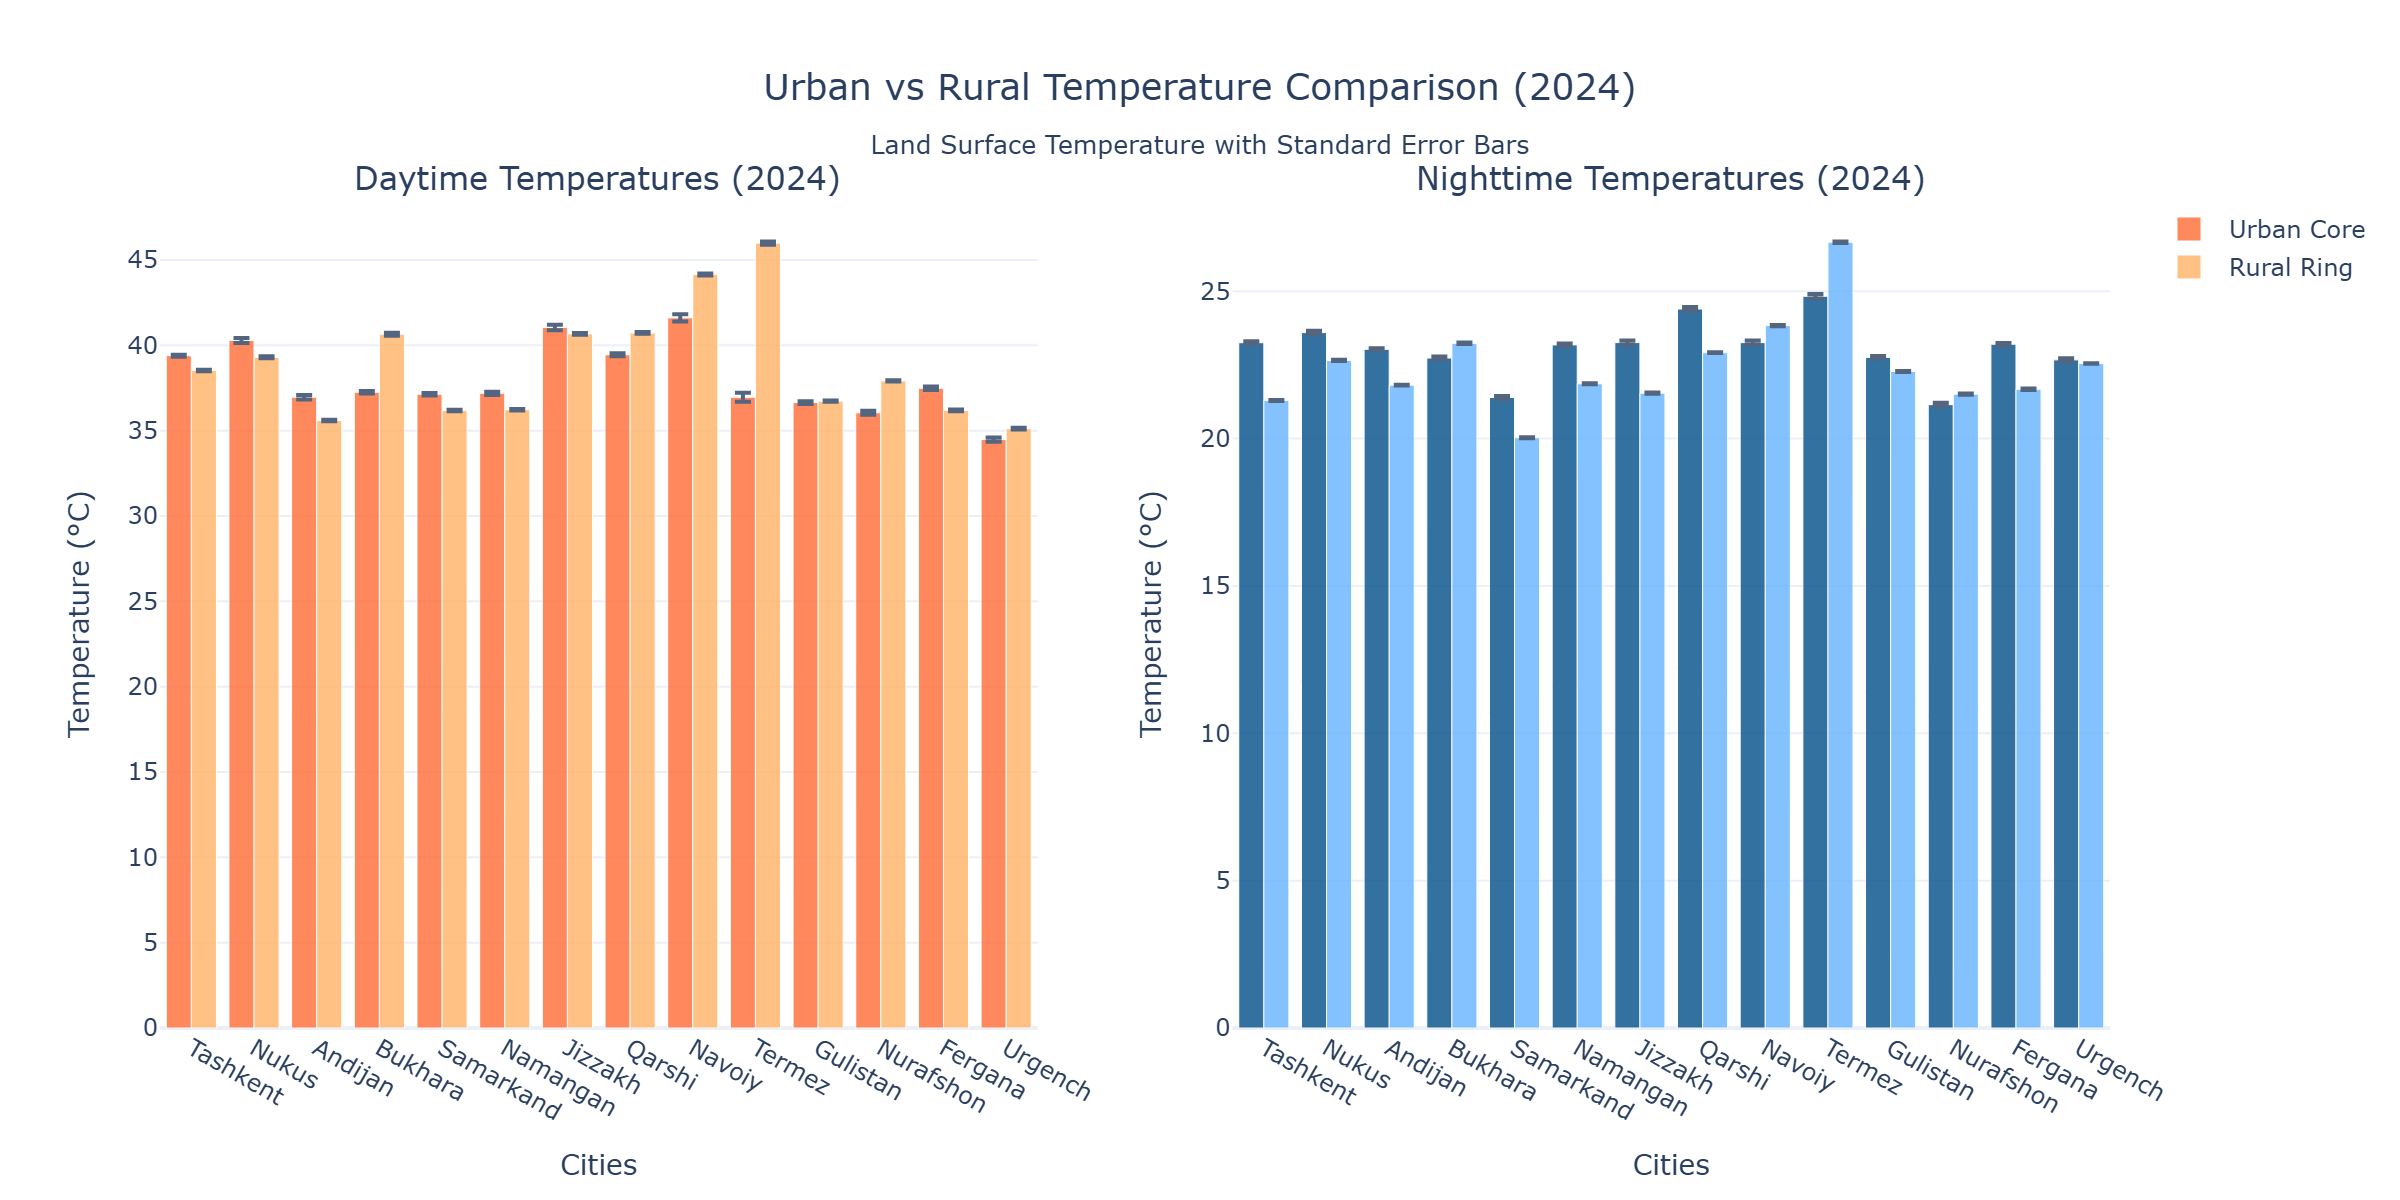 Urban vs Rural Temperature Comparison (2024)
Land Surface Temperature with Standard Error Bars
Daytime Temperatures (2024)
Temperature (°C)
45
40
35
30
25
20
15
10
5
0
Tashkent
Nukus
Andijan
Bukhara
Samarkand
Namangan
Jizzakh
Qarshi
Navoiy
Termez
Gulistan
Nurafshon
Fergana
Urgench
Cities
Nighttime Temperatures (2024)
Temperature (°C)
25
20
15
10
5
0
Tashkent
Nukus
Andijan
Bukhara
Samarkand
Namangan
Jizzakh
Qarshi
Navoiy
Termez
Gulistan
Nurafshon
Fergana
Urgench
Cities
Urban Core
Rural Ring